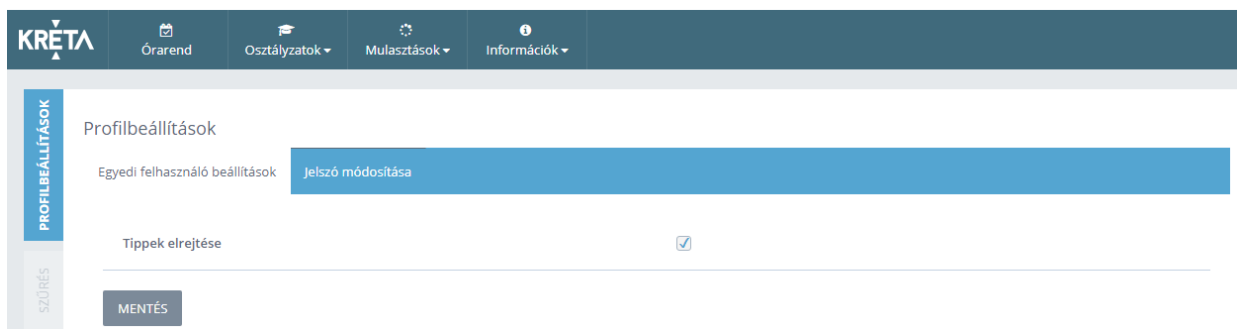 KRÉTA
Órarend
Osztályzatok
Mulasztások
Információk
PROFILBEÁLLÍTÁSOK
SZŰRÉS
Profilbeállítások
Egyedi felhasználó beállítások
Jelszó módosítása
Tippek elrejtése
MENTÉS